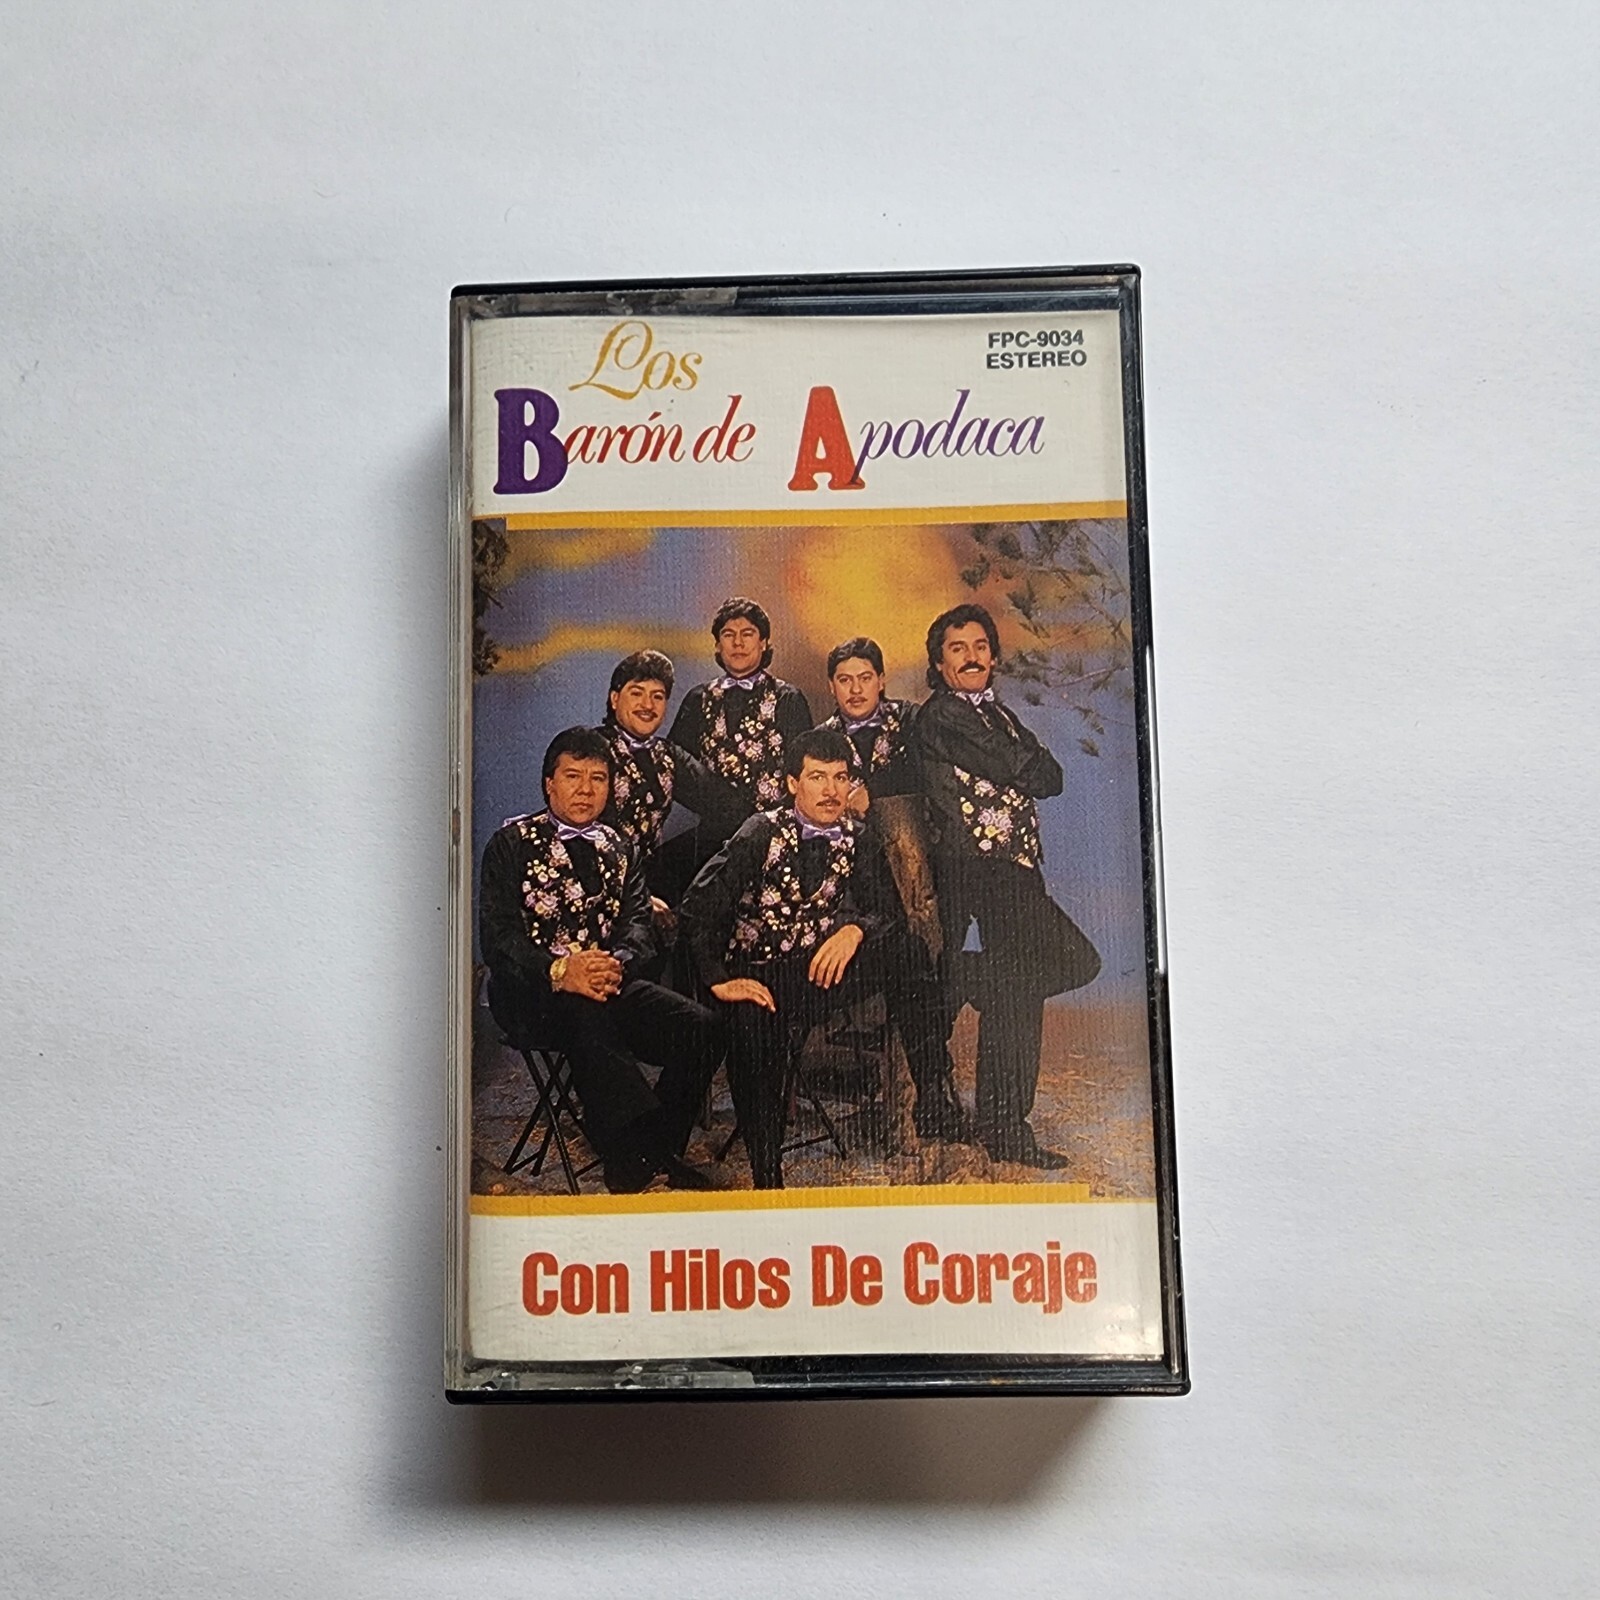 FPC-9034
ESTEREO
Los
Barón de Apodaca
Con Hilos De Coraje